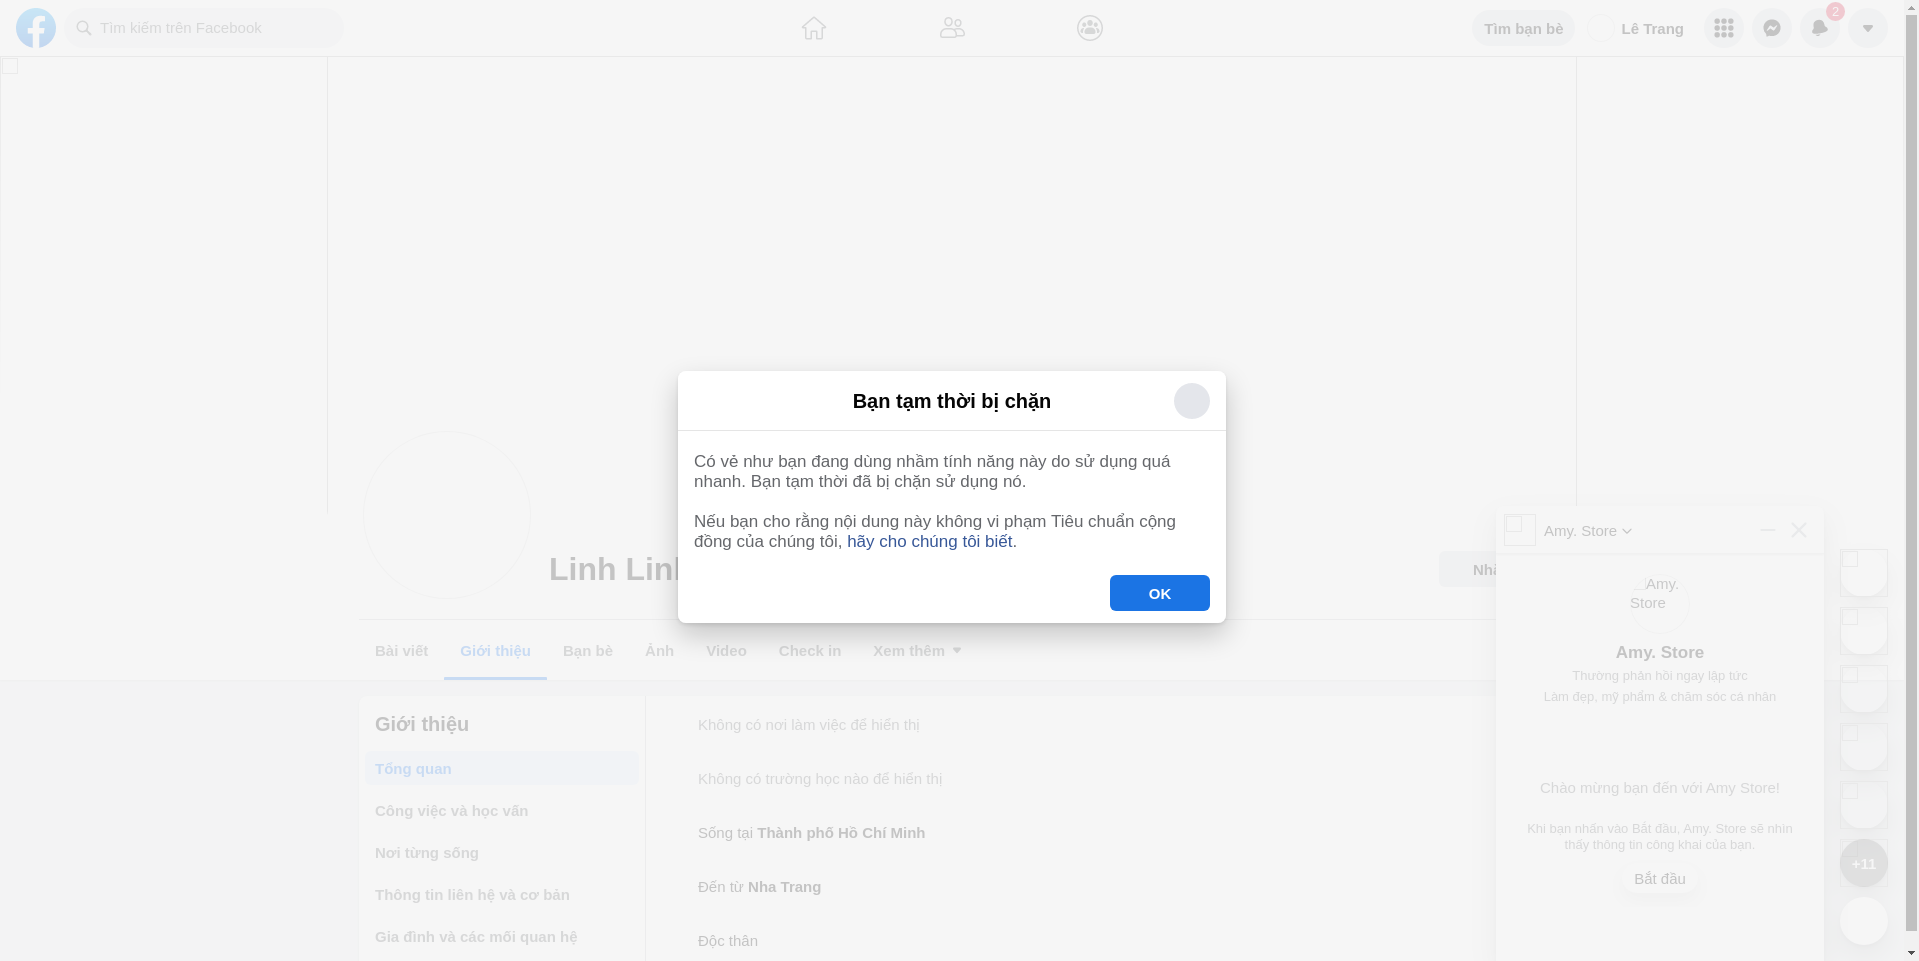 Tìm kiếm trên Facebook
Tìm bạn bè
Lê Trang
2
Bạn tạm thời bị chặn
Có vẻ như bạn đang dùng nhầm tính năng này do sử dụng quá
nhanh. Bạn tạm thời đã bị chặn sử dụng nó.
Nếu bạn cho rằng nội dung này không vi phạm Tiêu chuẩn cộng
đồng của chúng tôi, hãy cho chúng tôi biết.
OK
Linh
Bài viết
Giới thiệu
Bạn bè
Ảnh
Video
Check in
Xem thêm
Giới thiệu
Tổng quan
Công việc và học vấn
Nơi từng sống
Thông tin liên hệ và cơ bản
Gia đình và các mối quan hệ
Không có nơi làm việc để hiển thị
Không có trường học nào để hiển thị
Sống tại Thành phố Hồ Chí Minh
Đến từ Nha Trang
Độc thân
Amy. Store
Amy.
Store
Amy. Store
Thường phản hồi ngay lập tức
Làm đẹp, mỹ phẩm & chăm sóc cá nhân
Chào mừng bạn đến với Amy Store!
Khi bạn nhấn vào Bắt đầu, Amy. Store sẽ nhìn
thấy thông tin công khai của bạn.
Bắt đầu
+11